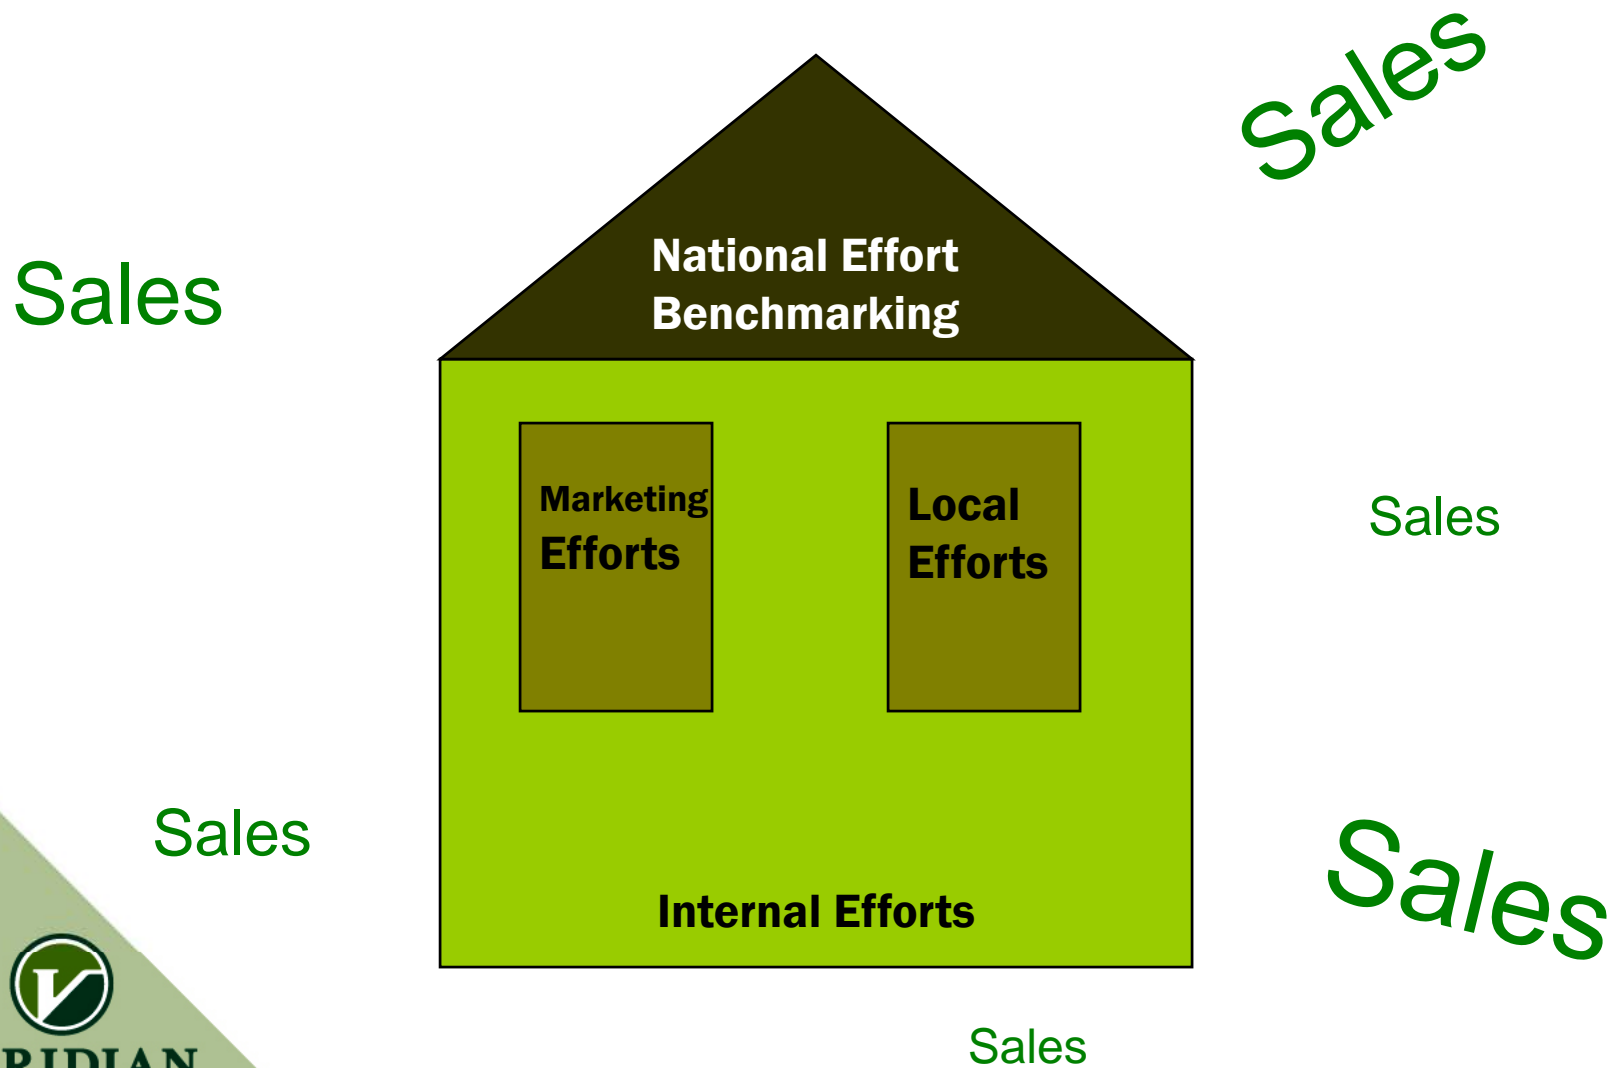 Sales
National Effort
Benchmarking
Sales
Marketing
Efforts
Local
Efforts
Sales
Sales
Internal Efforts
Sales
Sales